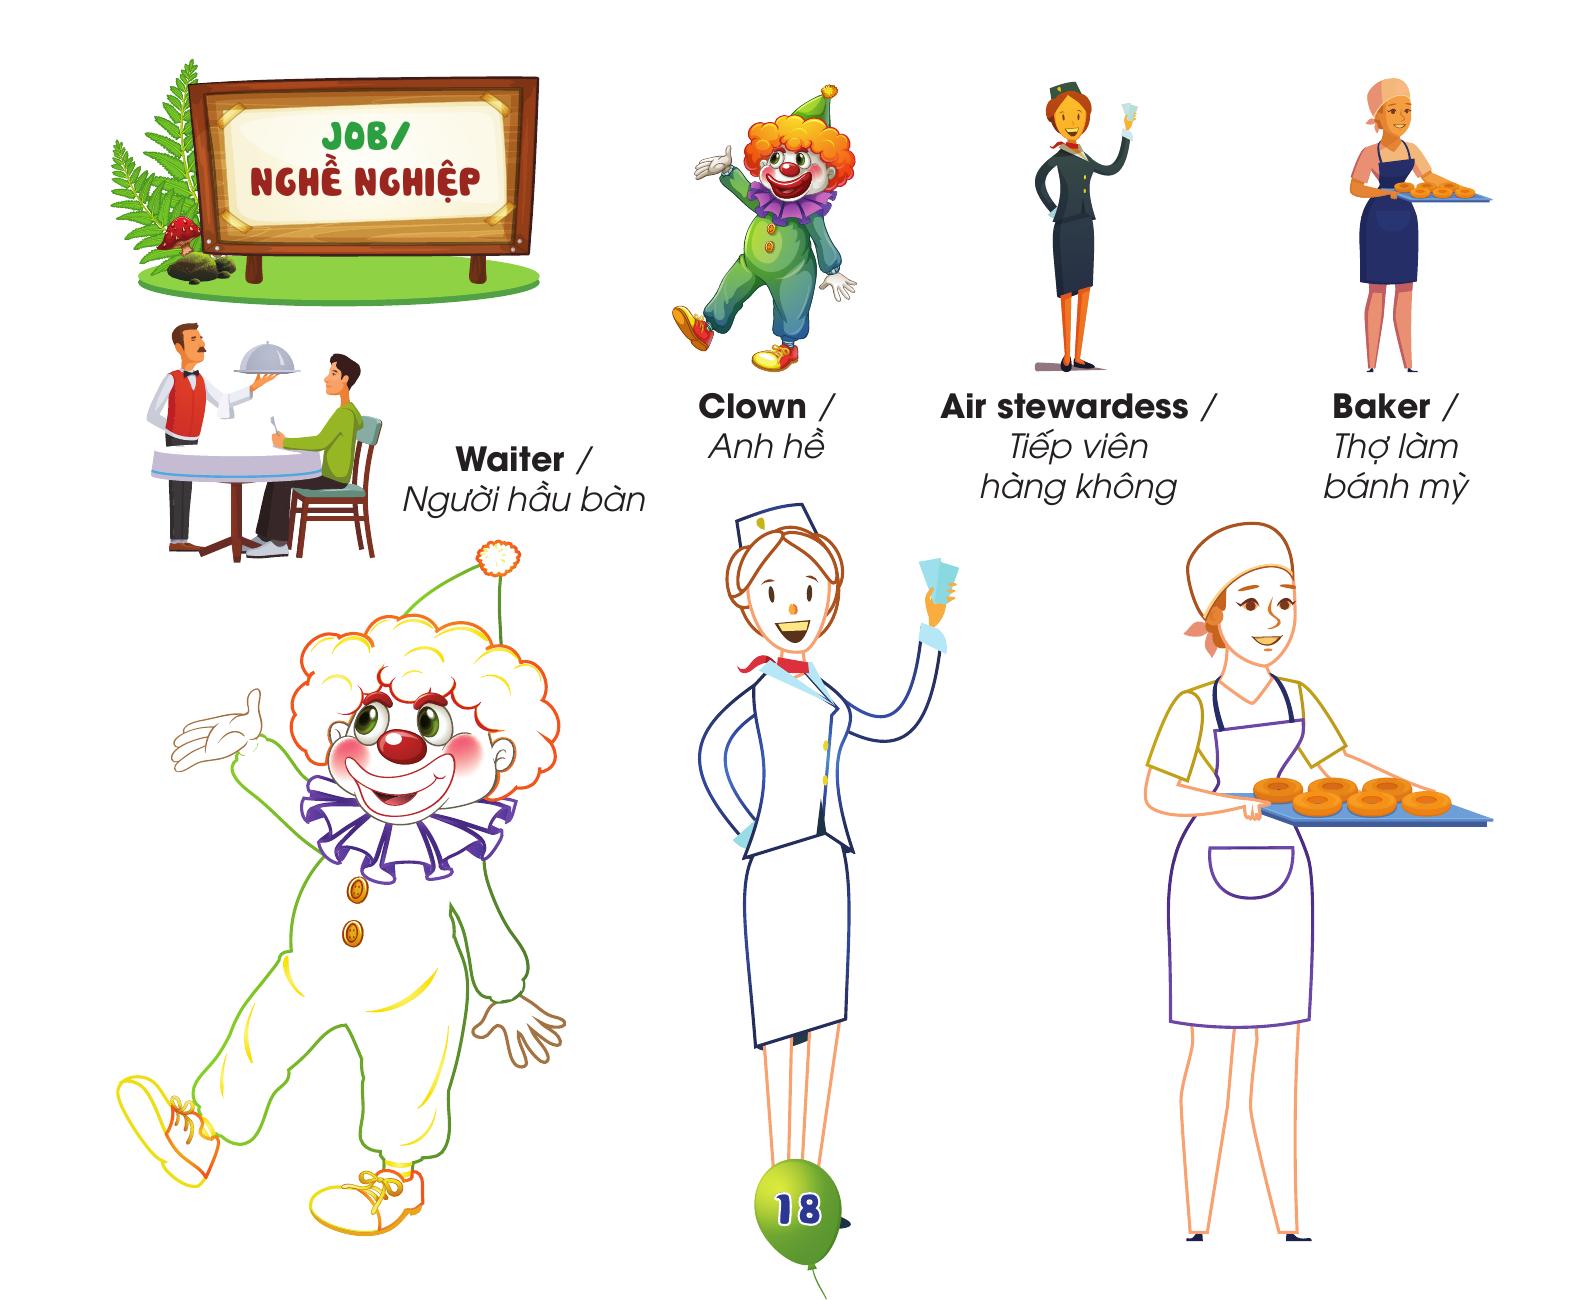 JOB/
NGHỀ NGHIỆP
Waiter /
Người hầu bàn
Clown /
Anh hề
Air stewardess /
Tiếp viên
hàng không
Baker /
Thợ làm
bánh mỳ
18